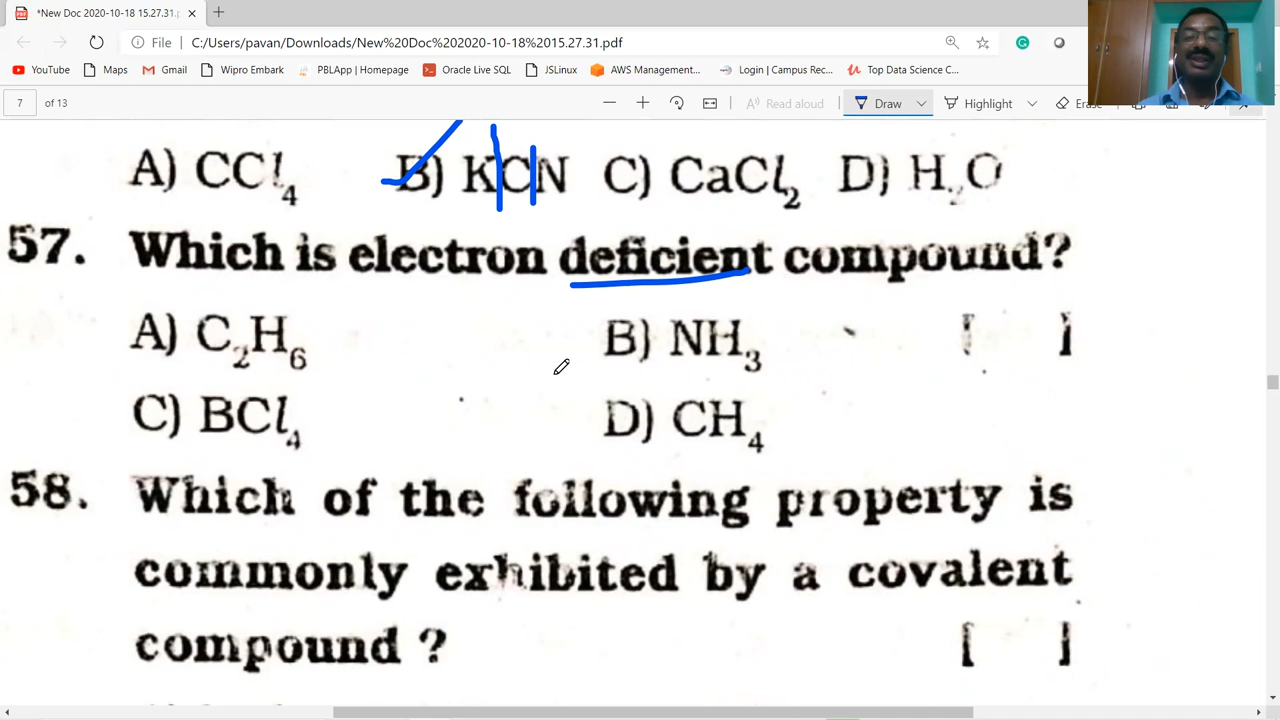 *New Doc 2020-10-18 15.27.31.p
File C:/Users/pavan/Downloads/New%20Doc%202020-10-18%2015.27.31.pdf
YouTube Maps Gmail Wipro Embark PBLApp | Homepage Oracle Live SQL JSLinux AWS Management... Login | Campus Rec... Top Data Science C...
7 of 13 Read aloud Draw Highlight Erase
A) CCl₄ B) KCN C) CaCl₂ D) H₂O
57. Which is electron deficient compound?
A) C₂H₆ B) NH₃ [ ]
C) BCl₄ D) CH₄
58. Which of the following property is
commonly exhibited by a covalent
compound ? [ ]